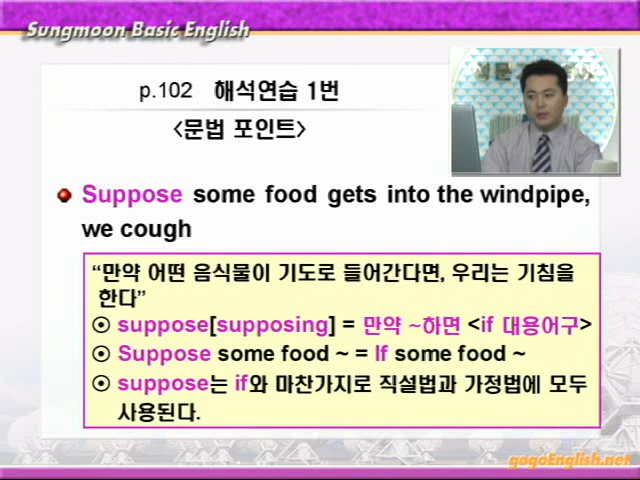 Sungmoon Basic English
p.102 해석연습 1번
<문법 포인트>
Suppose some food gets into the windpipe,
we cough
“만약 어떤 음식물이 기도로 들어간다면, 우리는 기침을
한다”
⊙ suppose[supposing] = 만약 ~하면 <if 대용어구>
⊙ Suppose some food ~ = If some food ~
⊙ suppose는 if와 마찬가지로 직설법과 가정법에 모두
사용된다.
gogoEnglish.net